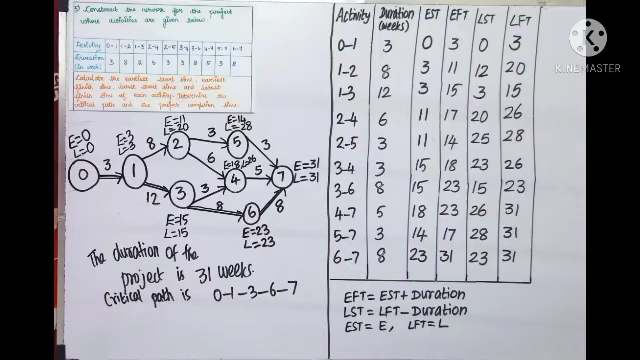 5) Construct the network for the project
whose activities are given below
Activity 0-1 1-2 1-3 2-4 2-5 3-4 3-6 4-7 5-7 6-7
Duration 3 8 12 6 3 3 8 5 3 8
(in week)
Calculate the earliest start time, earliest
finish time, latest start time and latest
finish time of each activity. Determine the
critical path and the project completion time.
E=0
L=0
0
3
E=3
L=3
1
8
12
E=11
L=20
2
3
6
E=15
L=15
3
3
8
E=14
L=28
5
3
E=18 L=26
4
5
E=23
L=23
6
8
E=31
L=31
7
The duration of the
project is 31 weeks.
Critical path is 0-1-3-6-7
Activity Duration (weeks) EST EFT LST LFT
0-1 3 0 3 0 3
1-2 8 3 11 12 20
1-3 12 3 15 3 15
2-4 6 11 17 20 26
2-5 3 11 14 25 28
3-4 3 15 18 23 26
3-6 8 15 23 15 23
4-7 5 18 23 26 31
5-7 3 14 17 28 31
6-7 8 23 31 23 31
EFT = EST + Duration
LST = LFT - Duration
EST = E, LFT = L
KINEMASTER